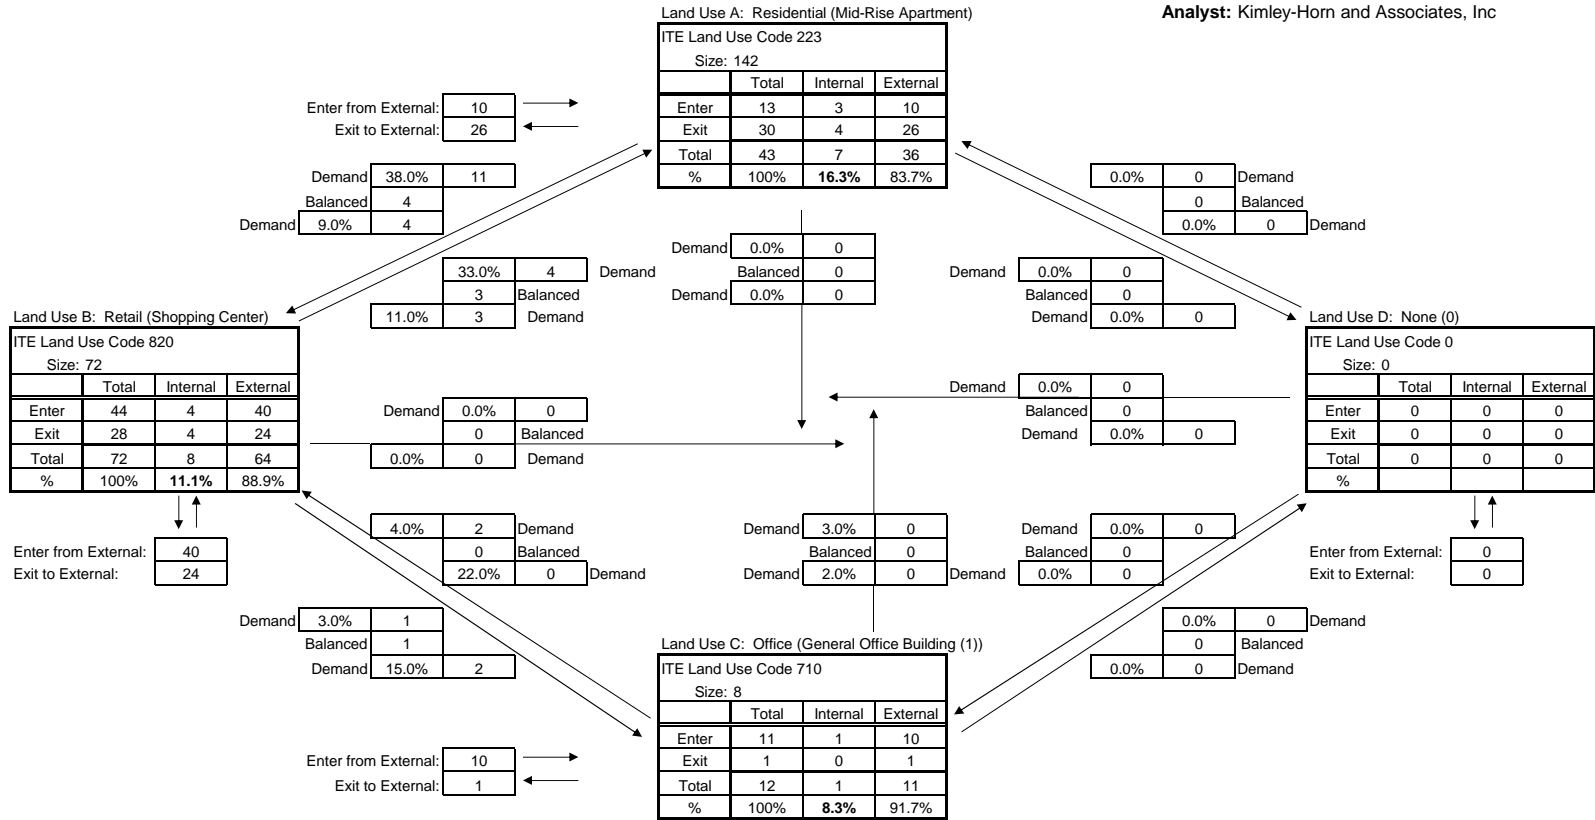 Land Use A: Residential (Mid-Rise Apartment)
Analyst: Kimley-Horn and Associates, Inc
ITE Land Use Code 223
Size: 142
Total Internal External
Enter 13 3 10
Exit 30 4 26
Total 43 7 36
% 100% 16.3% 83.7%
Enter from External: 10
Exit to External: 26
Demand 38.0% 11
Balanced 4
Demand 9.0% 4
0.0% 0 Demand
0 Balanced
0.0% 0 Demand
33.0% 4 Demand
3 Balanced
11.0% 3 Demand
Demand 0.0% 0
Balanced 0
Demand 0.0% 0
Demand 0.0% 0
Balanced 0
Demand 0.0% 0
Land Use B: Retail (Shopping Center)
ITE Land Use Code 820
Size: 72
Total Internal External
Enter 44 4 40
Exit 28 4 24
Total 72 8 64
% 100% 11.1% 88.9%
Enter from External: 40
Exit to External: 24
Demand 0.0% 0
0 Balanced
0.0% 0 Demand
Demand 0.0% 0
Balanced 0
Demand 0.0% 0
Land Use D: None (0)
ITE Land Use Code 0
Size: 0
Total Internal External
Enter 0 0 0
Exit 0 0 0
Total 0 0 0
%
Enter from External: 0
Exit to External: 0
4.0% 2 Demand
0 Balanced
22.0% 0 Demand
Demand 3.0% 0
Balanced 0
Demand 2.0% 0
Demand 0.0% 0
Balanced 0
Demand 0.0% 0
Demand 3.0% 1
Balanced 1
Demand 15.0% 2
0.0% 0 Demand
0 Balanced
0.0% 0 Demand
Land Use C: Office (General Office Building (1))
ITE Land Use Code 710
Size: 8
Total Internal External
Enter 11 1 10
Exit 1 0 1
Total 12 1 11
% 100% 8.3% 91.7%
Enter from External: 10
Exit to External: 1